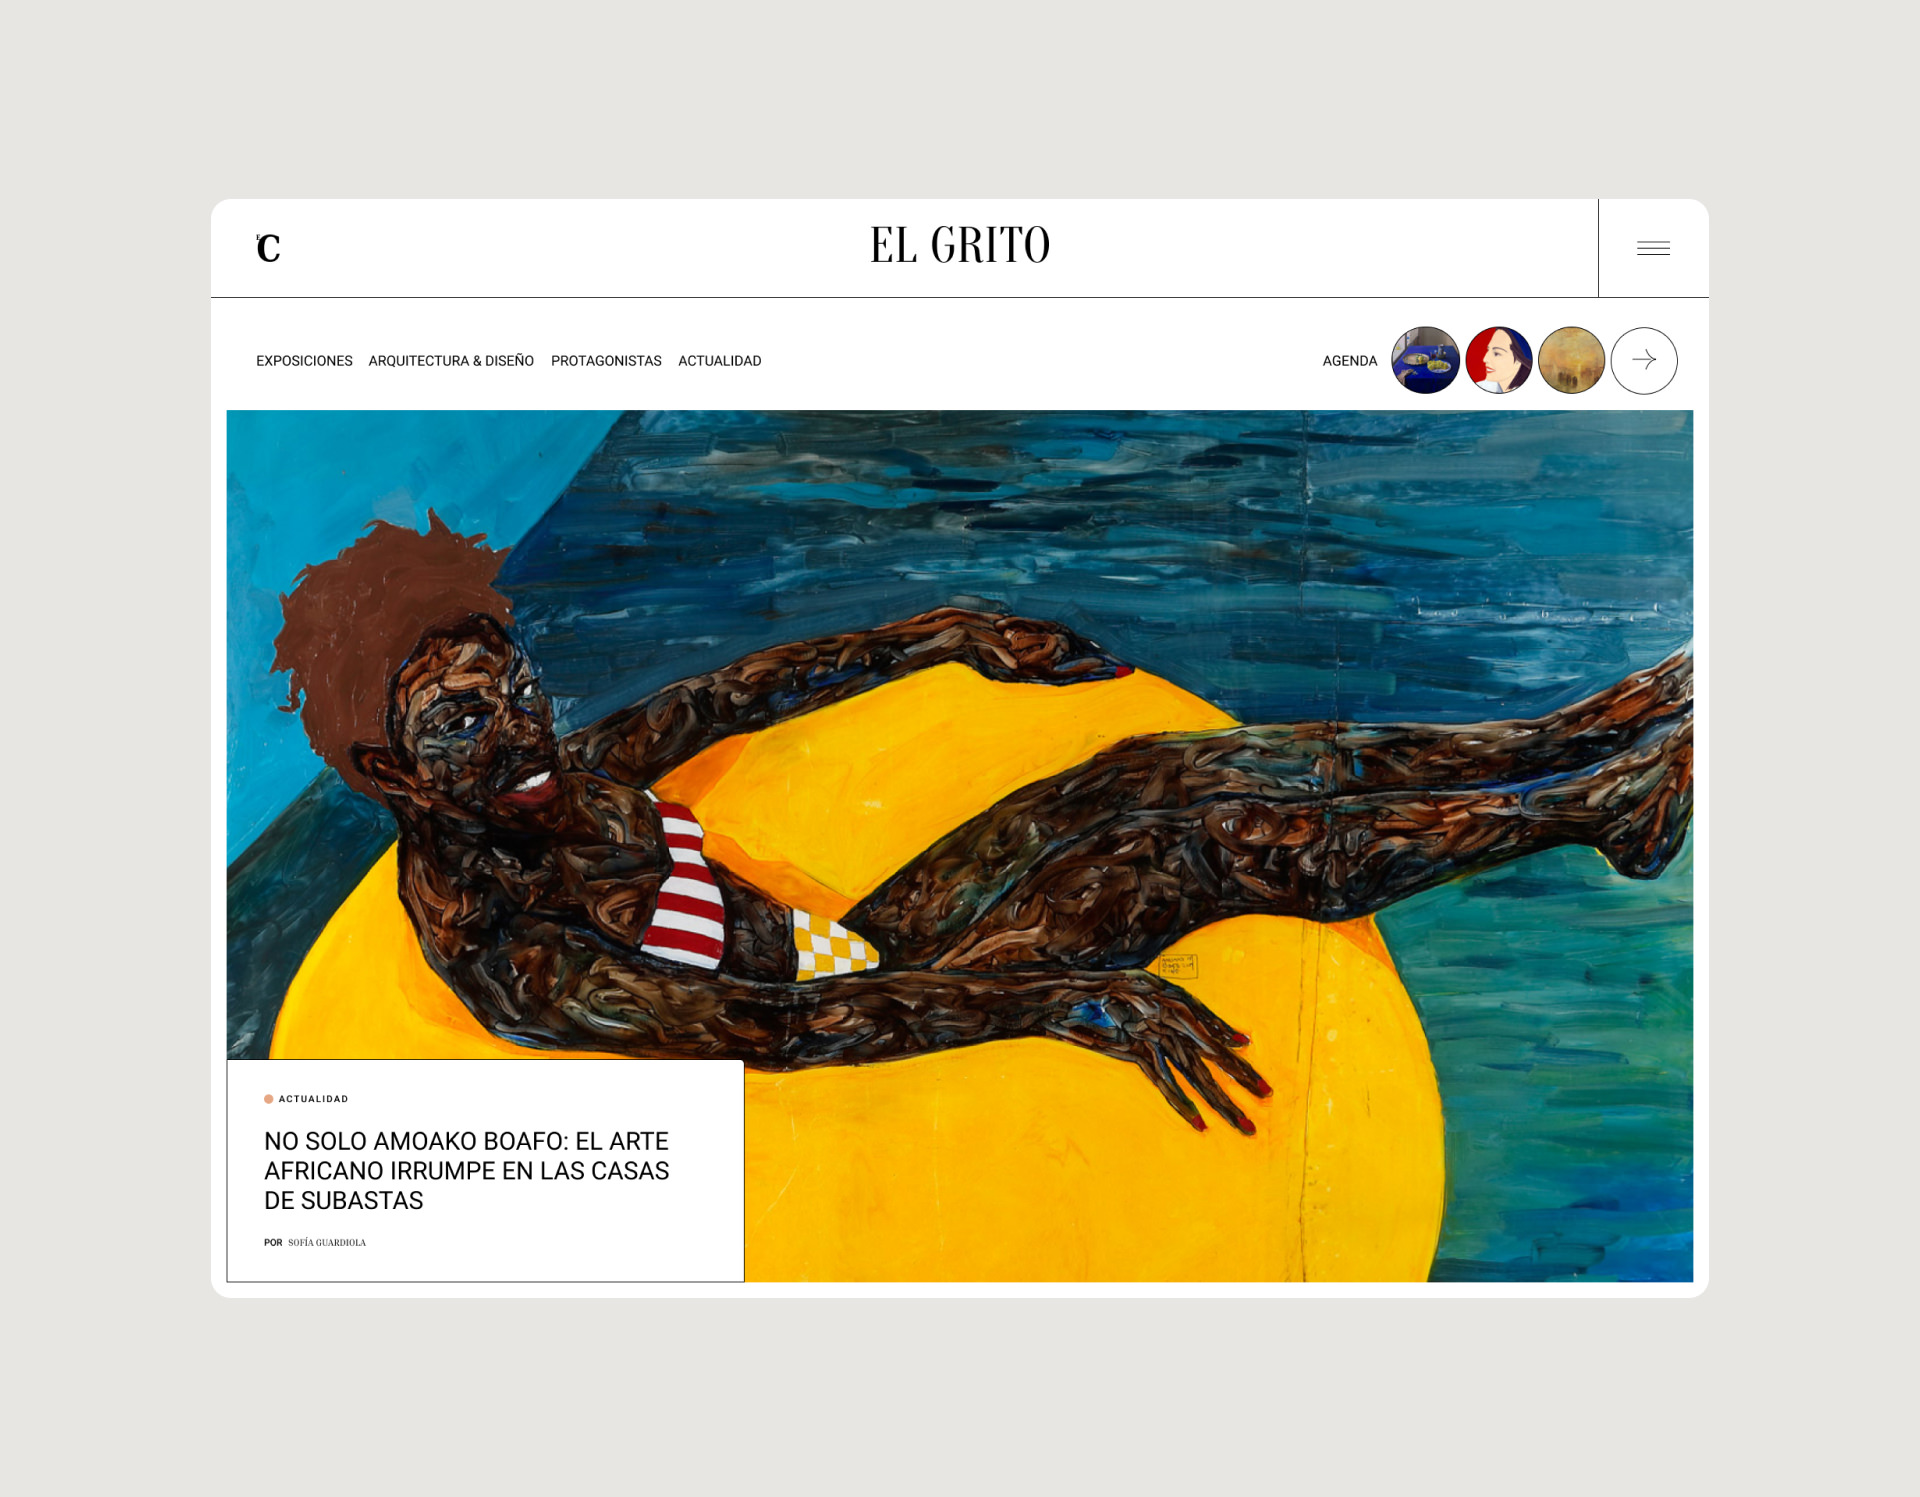 EC
EL GRITO
EXPOSICIONES ARQUITECTURA & DISEÑO PROTAGONISTAS ACTUALIDAD
AGENDA
ACTUALIDAD
NO SOLO AMOAKO BOAFO: EL ARTE
AFRICANO IRRUMPE EN LAS CASAS
DE SUBASTAS
POR SOFÍA GUARDIOLA